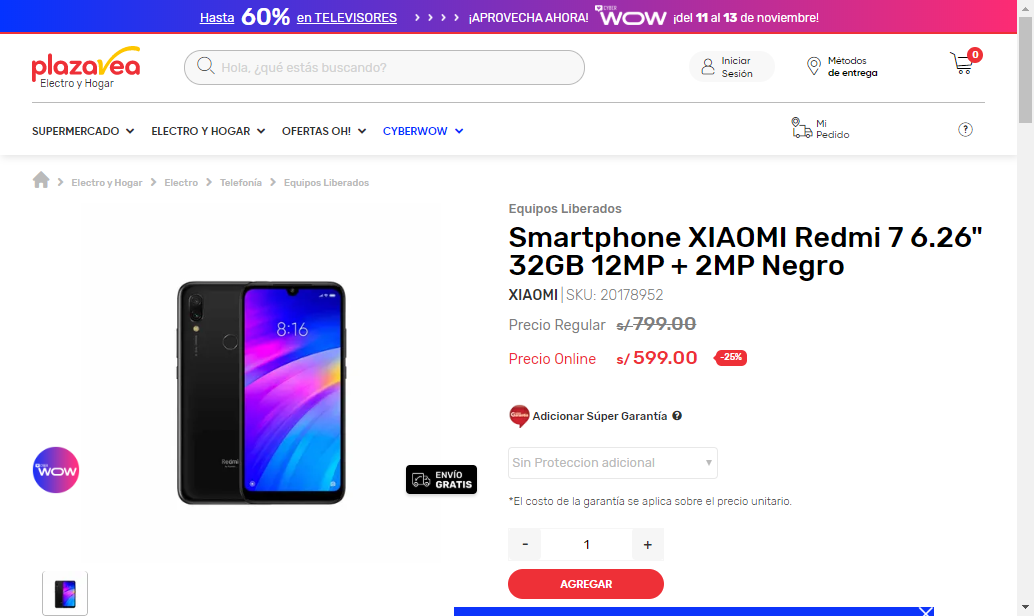 Hasta 60% en TELEVISORES › › › › ¡APROVECHA AHORA! CYBER WOW ¡del 11 al 13 de noviembre!
plazavea
Electro y Hogar
Hola, ¿qué estás buscando?
Iniciar
Sesión
Métodos
de entrega
0
SUPERMERCADO
ELECTRO Y HOGAR
OFERTAS OH!
CYBERWOW
Mi
Pedido
?
Electro y Hogar > Electro > Telefonía > Equipos Liberados
Equipos Liberados
Smartphone XIAOMI Redmi 7 6.26"
32GB 12MP + 2MP Negro
XIAOMI | SKU: 20178952
Precio Regular s/ 799.00
Precio Online s/ 599.00 -25%
8:16
Redmi
WOW
ENVÍO
GRATIS
Adicionar Súper Garantía ?
Sin Proteccion adicional
*El costo de la garantía se aplica sobre el precio unitario.
- 1 +
AGREGAR